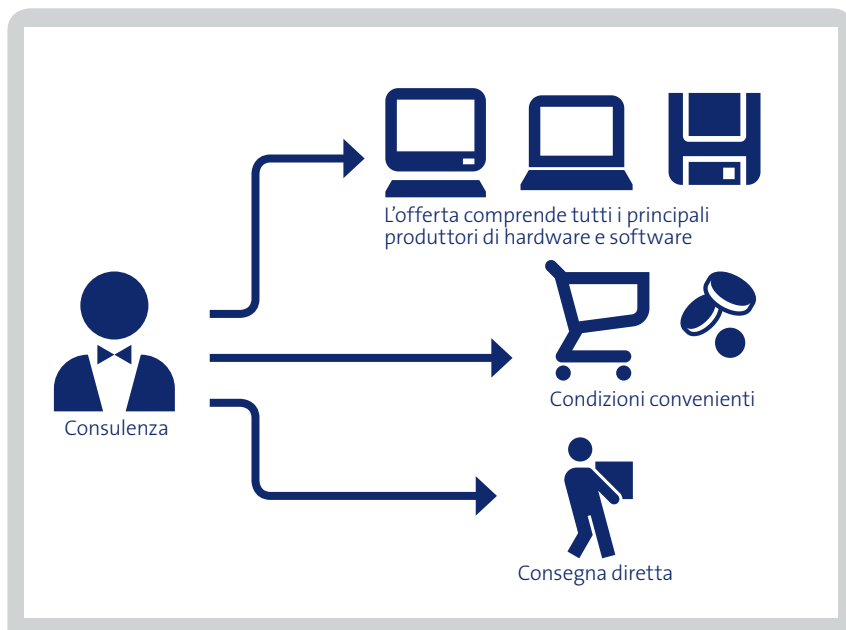 L’offerta comprende tutti i principali
produttori di hardware e software
Condizioni convenienti
Consulenza
Consegna diretta